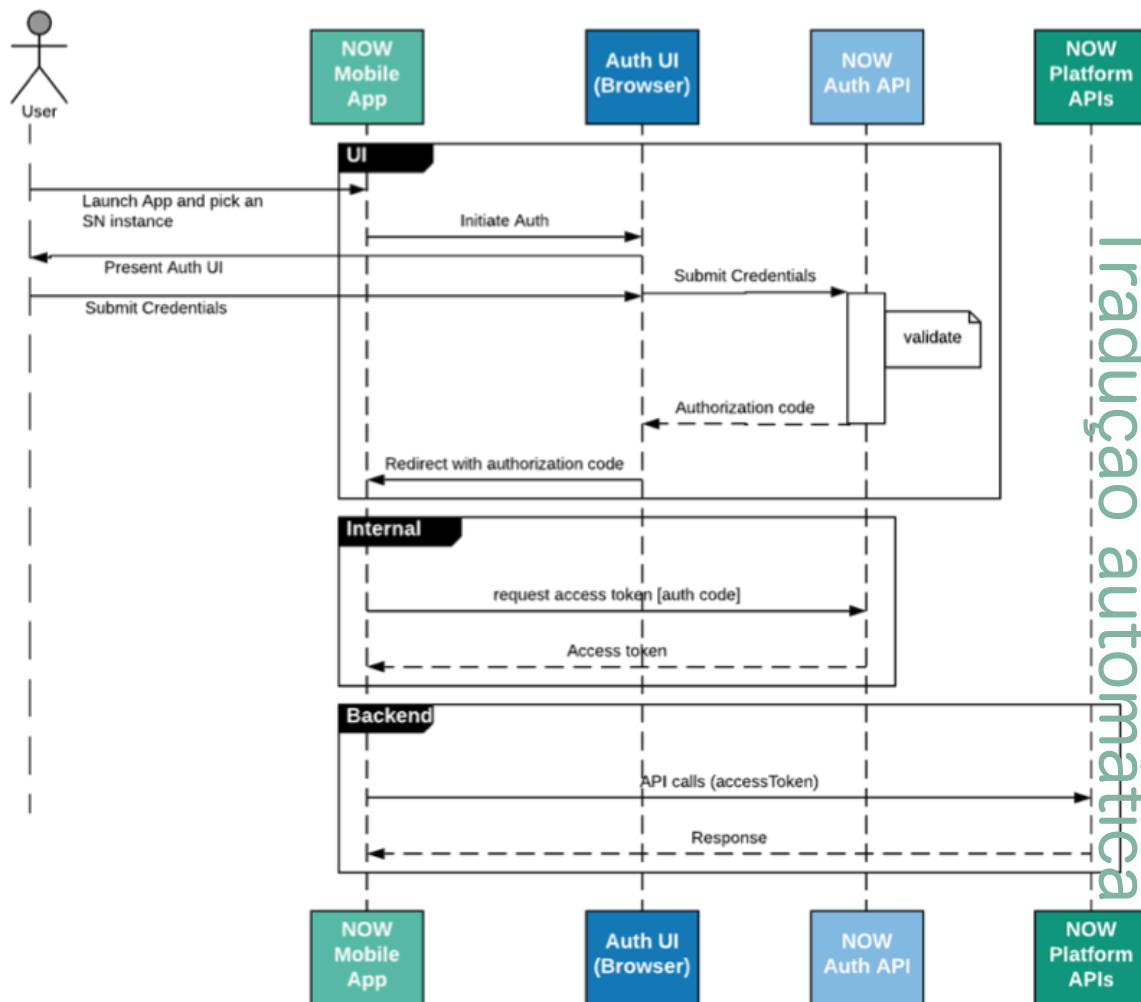 NOW
Mobile
App
Auth UI
(Browser)
NOW
Auth API
NOW
Platform
APIs
User
UI
Launch App and pick an
SN instance
Initiate Auth
Present Auth UI
Submit Credentials
Submit Credentials
validate
Authorization code
Redirect with authorization code
Internal
request access token [auth code]
Access token
Backend
API calls (accessToken)
Response
NOW
Mobile
App
Auth UI
(Browser)
NOW
Auth API
NOW
Platform
APIs
Traduçao automática